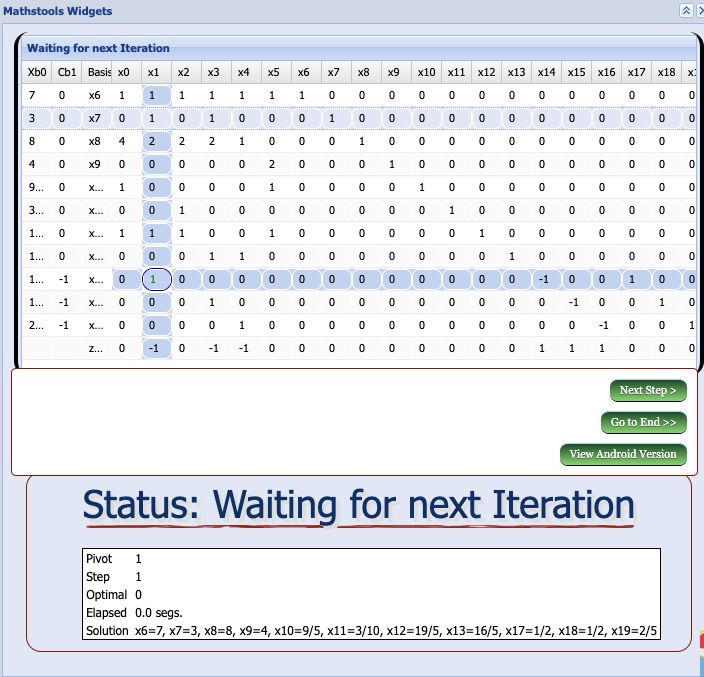 Mathstools Widgets
Waiting for next Iteration
Xb0 Cb1 Basis x0 x1 x2 x3 x4 x5 x6 x7 x8 x9 x10 x11 x12 x13 x14 x15 x16 x17 x18
7 0 x6 1 1 1 1 1 1 1 0 0 0 0 0 0 0 0 0 0 0 0 0
3 0 x7 0 1 0 1 0 0 0 1 0 0 0 0 0 0 0 0 0 0 0 0
8 0 x8 4 2 2 2 1 0 0 0 1 0 0 0 0 0 0 0 0 0 0 0
4 0 x9 0 0 0 0 0 2 0 0 0 1 0 0 0 0 0 0 0 0 0 0
9... 0 x... 1 0 0 0 0 1 0 0 0 0 1 0 0 0 0 0 0 0 0 0
3... 0 x... 0 0 1 0 0 0 0 0 0 0 0 1 0 0 0 0 0 0 0 0
1... 0 x... 1 1 1 0 0 1 0 0 0 0 0 0 1 0 0 0 0 0 0 0
1... 0 x... 0 0 0 1 1 0 0 0 0 0 0 0 0 1 0 0 0 0 0 0
1... -1 x... 0 1 0 0 0 0 0 0 0 0 0 0 0 0 -1 0 0 1 0 0
1... -1 x... 0 0 0 1 0 0 0 0 0 0 0 0 0 0 0 -1 0 0 1 0
2... -1 x... 0 0 0 0 1 0 0 0 0 0 0 0 0 0 0 0 -1 0 0 1
z... 0 -1 0 -1 -1 0 0 0 0 0 0 0 0 0 1 1 1 0 0 0
Next Step >
Go to End >>
View Android Version
Status: Waiting for next Iteration
Pivot 1
Step 1
Optimal 0
Elapsed 0.0 segs.
Solution x6=7, x7=3, x8=8, x9=4, x10=9/5, x11=3/10, x12=19/5, x13=16/5, x17=1/2, x18=1/2, x19=2/5